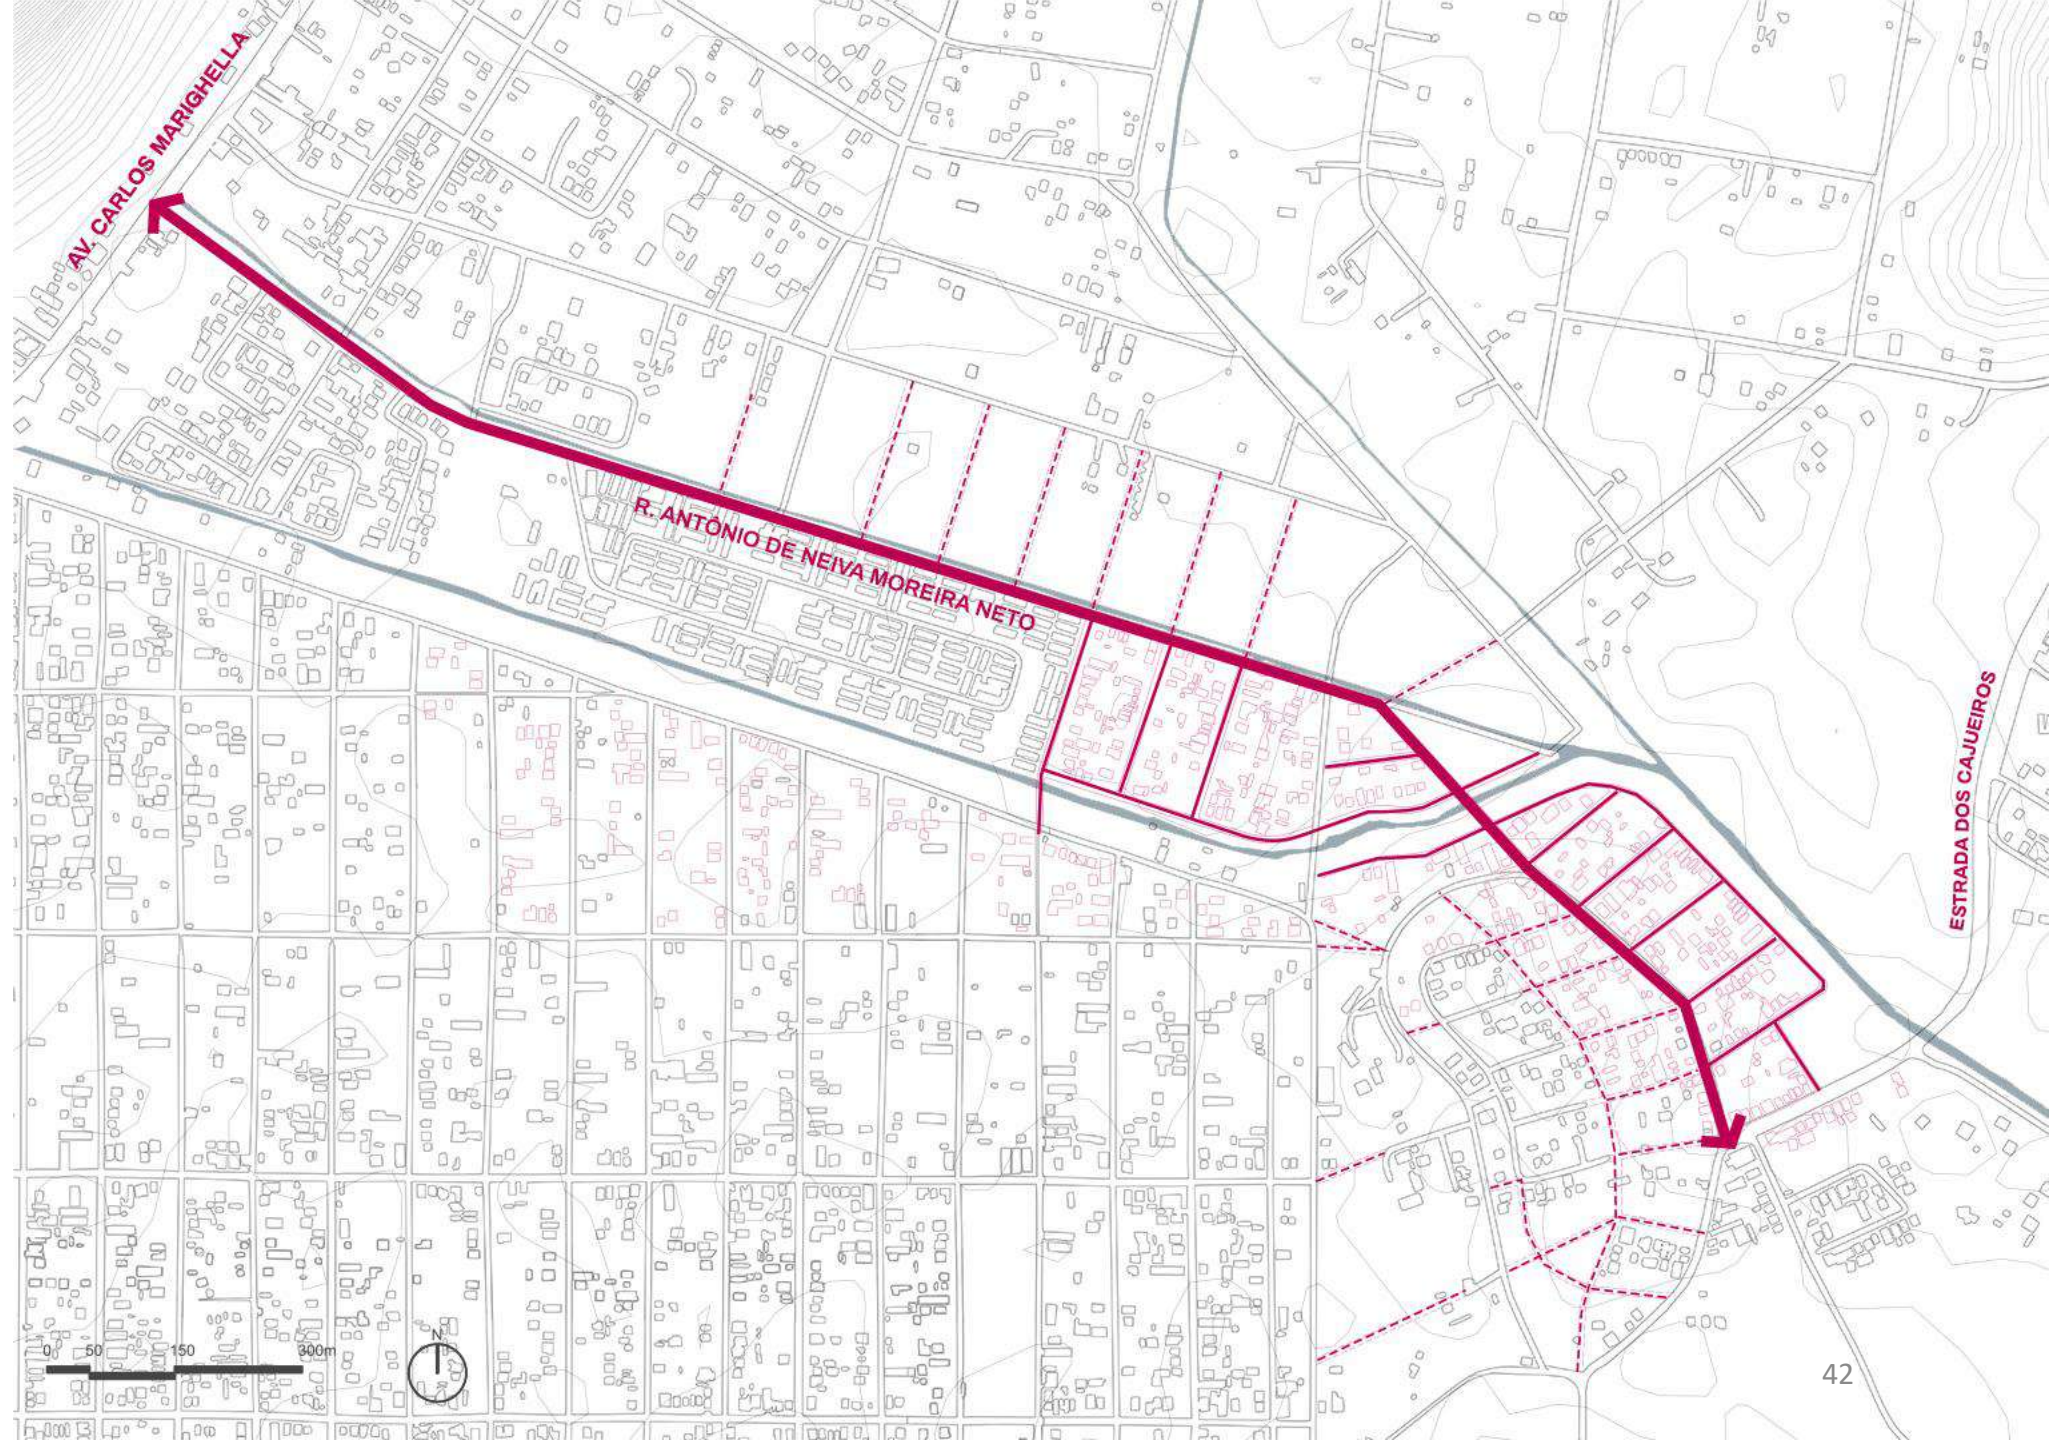 AV. CARLOS MARIGHELLA
R. ANTÔNIO DE NEIVA MOREIRA NETO
ESTRADA DOS CAJUEIROS
0 50 150 300m
N
42